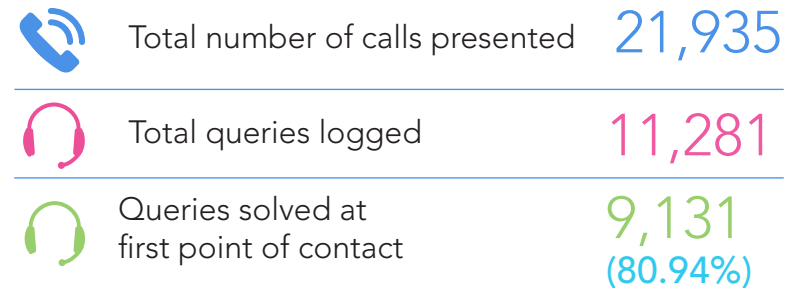 Total number of calls presented 21,935
Total queries logged 11,281
Queries solved at
first point of contact
9,131
(80.94%)